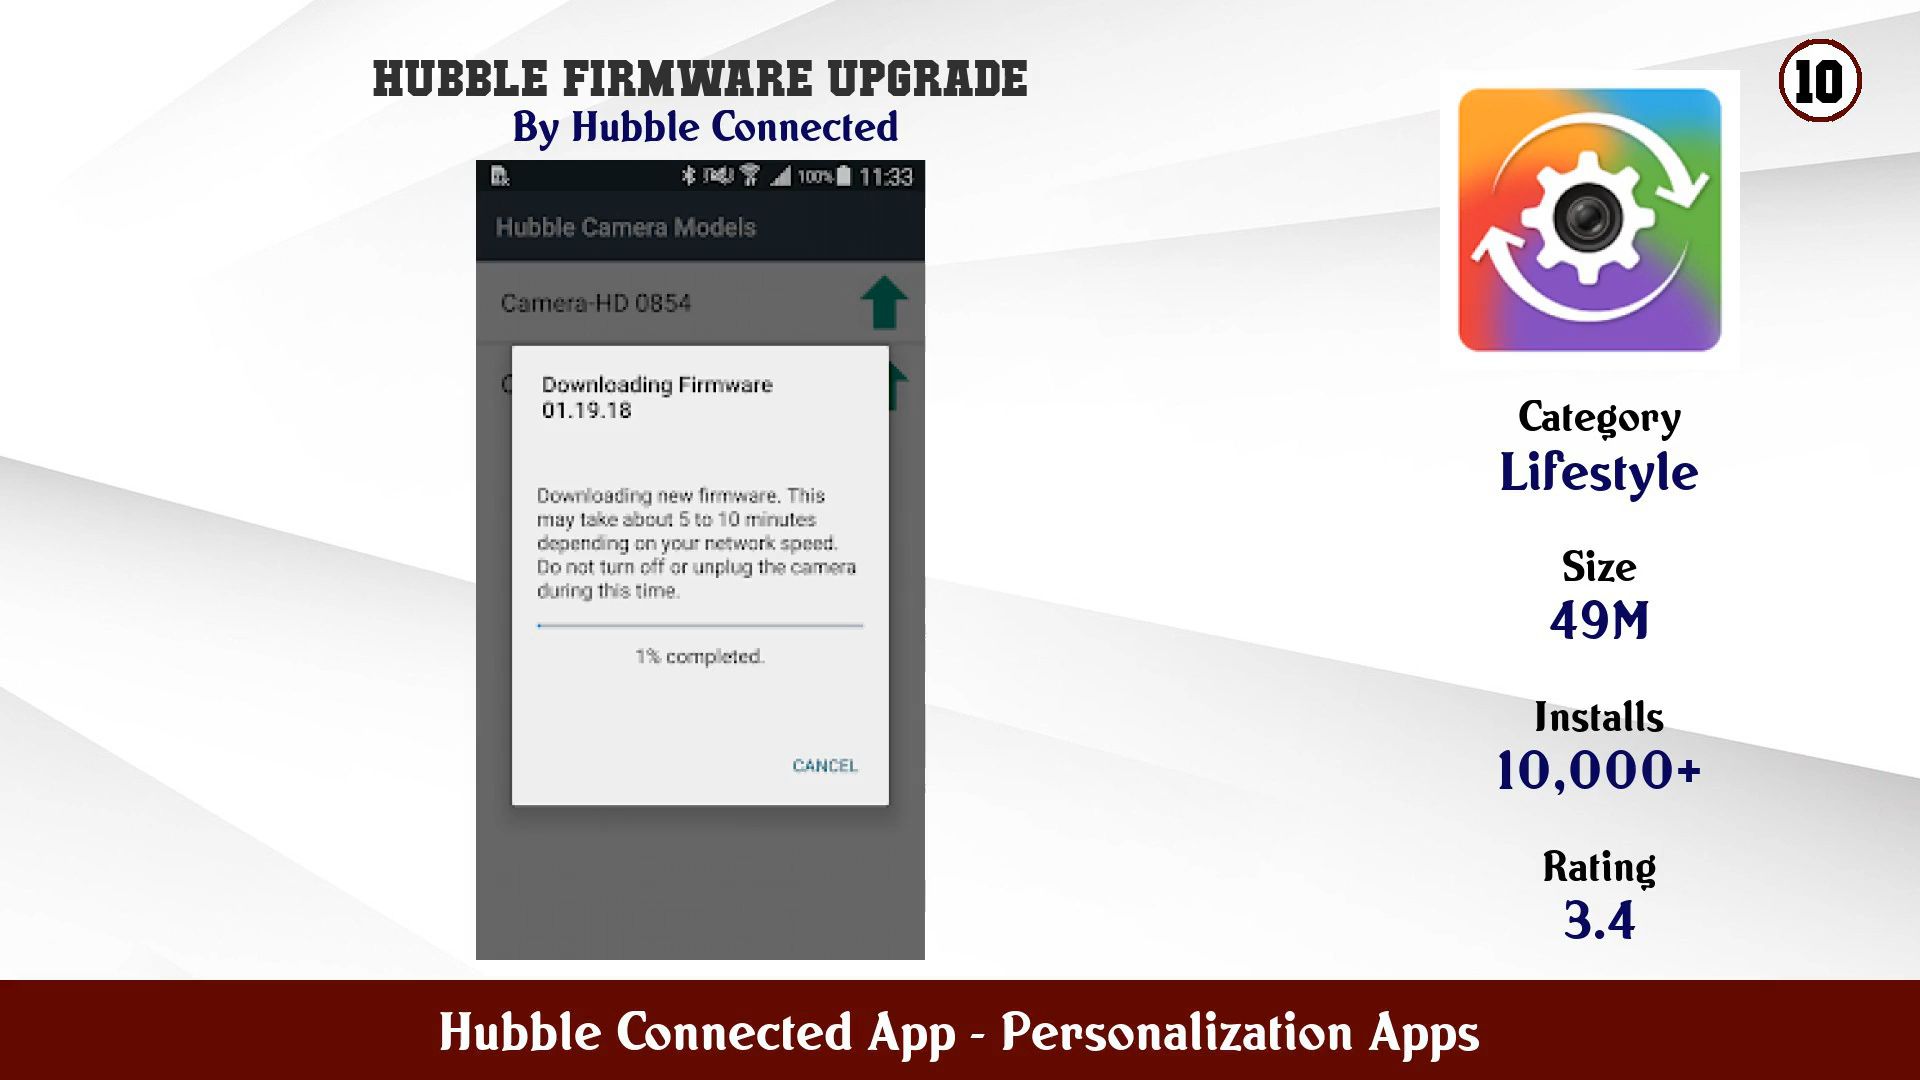 HUBBLE FIRMWARE UPGRADE
By Hubble Connected
10
100% 11:33
Hubble Camera Models
Camera-HD 0854
C
Downloading Firmware
01.19.18
Downloading new firmware. This
may take about 5 to 10 minutes
depending on your network speed.
Do not turn off or unplug the camera
during this time.
1% completed.
CANCEL
Category
Lifestyle
Size
49M
Installs
10,000+
Rating
3.4
Hubble Connected App - Personalization Apps